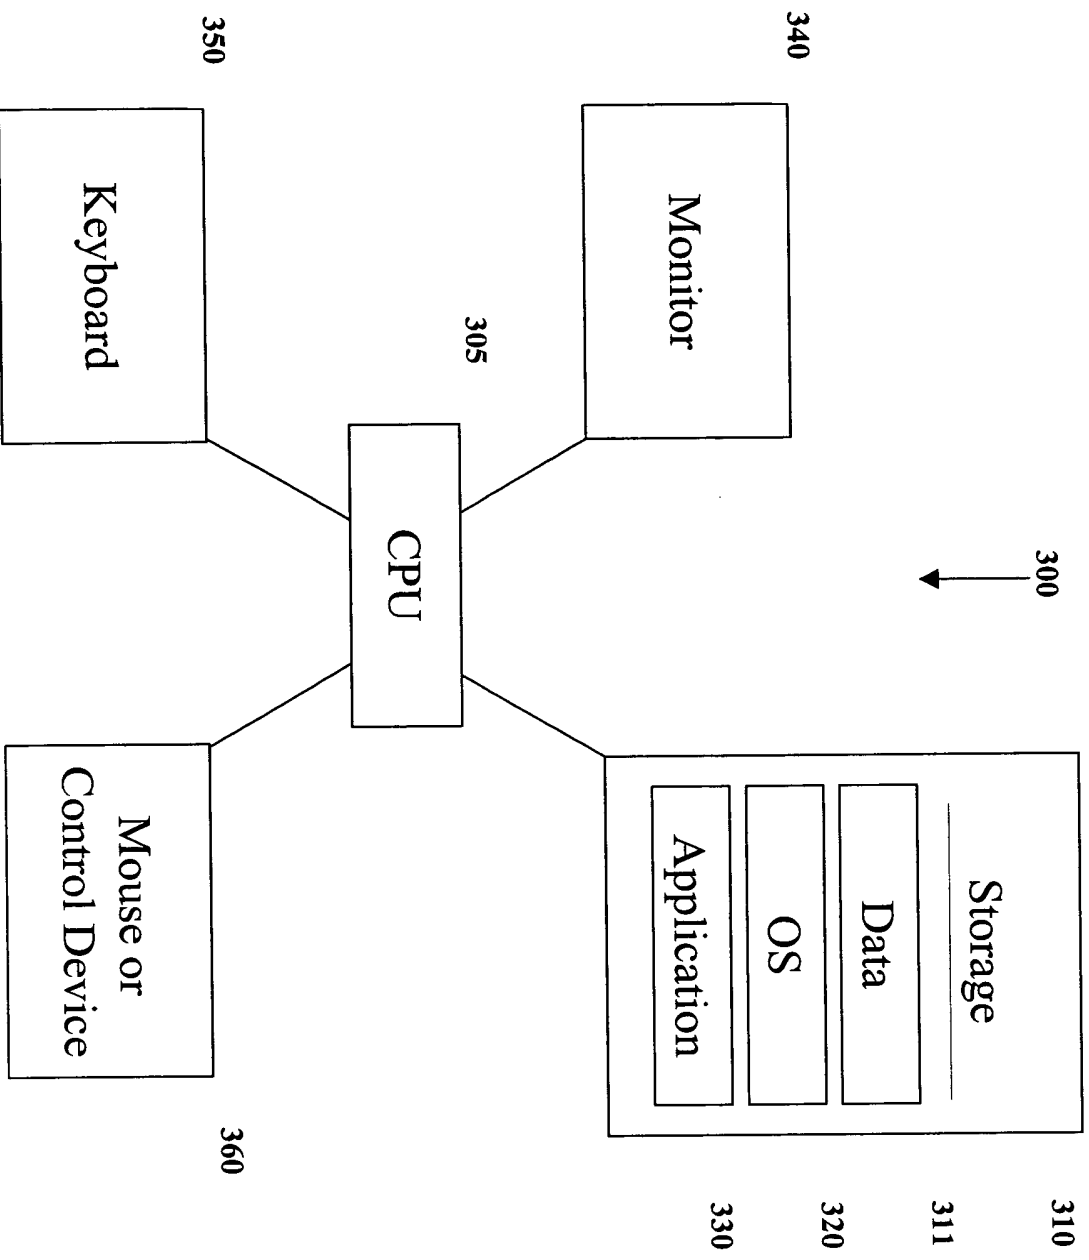 300
310
340
Storage
311
Monitor
Data
320
OS
330
Application
305
CPU
350
360
Keyboard
Mouse or
Control Device